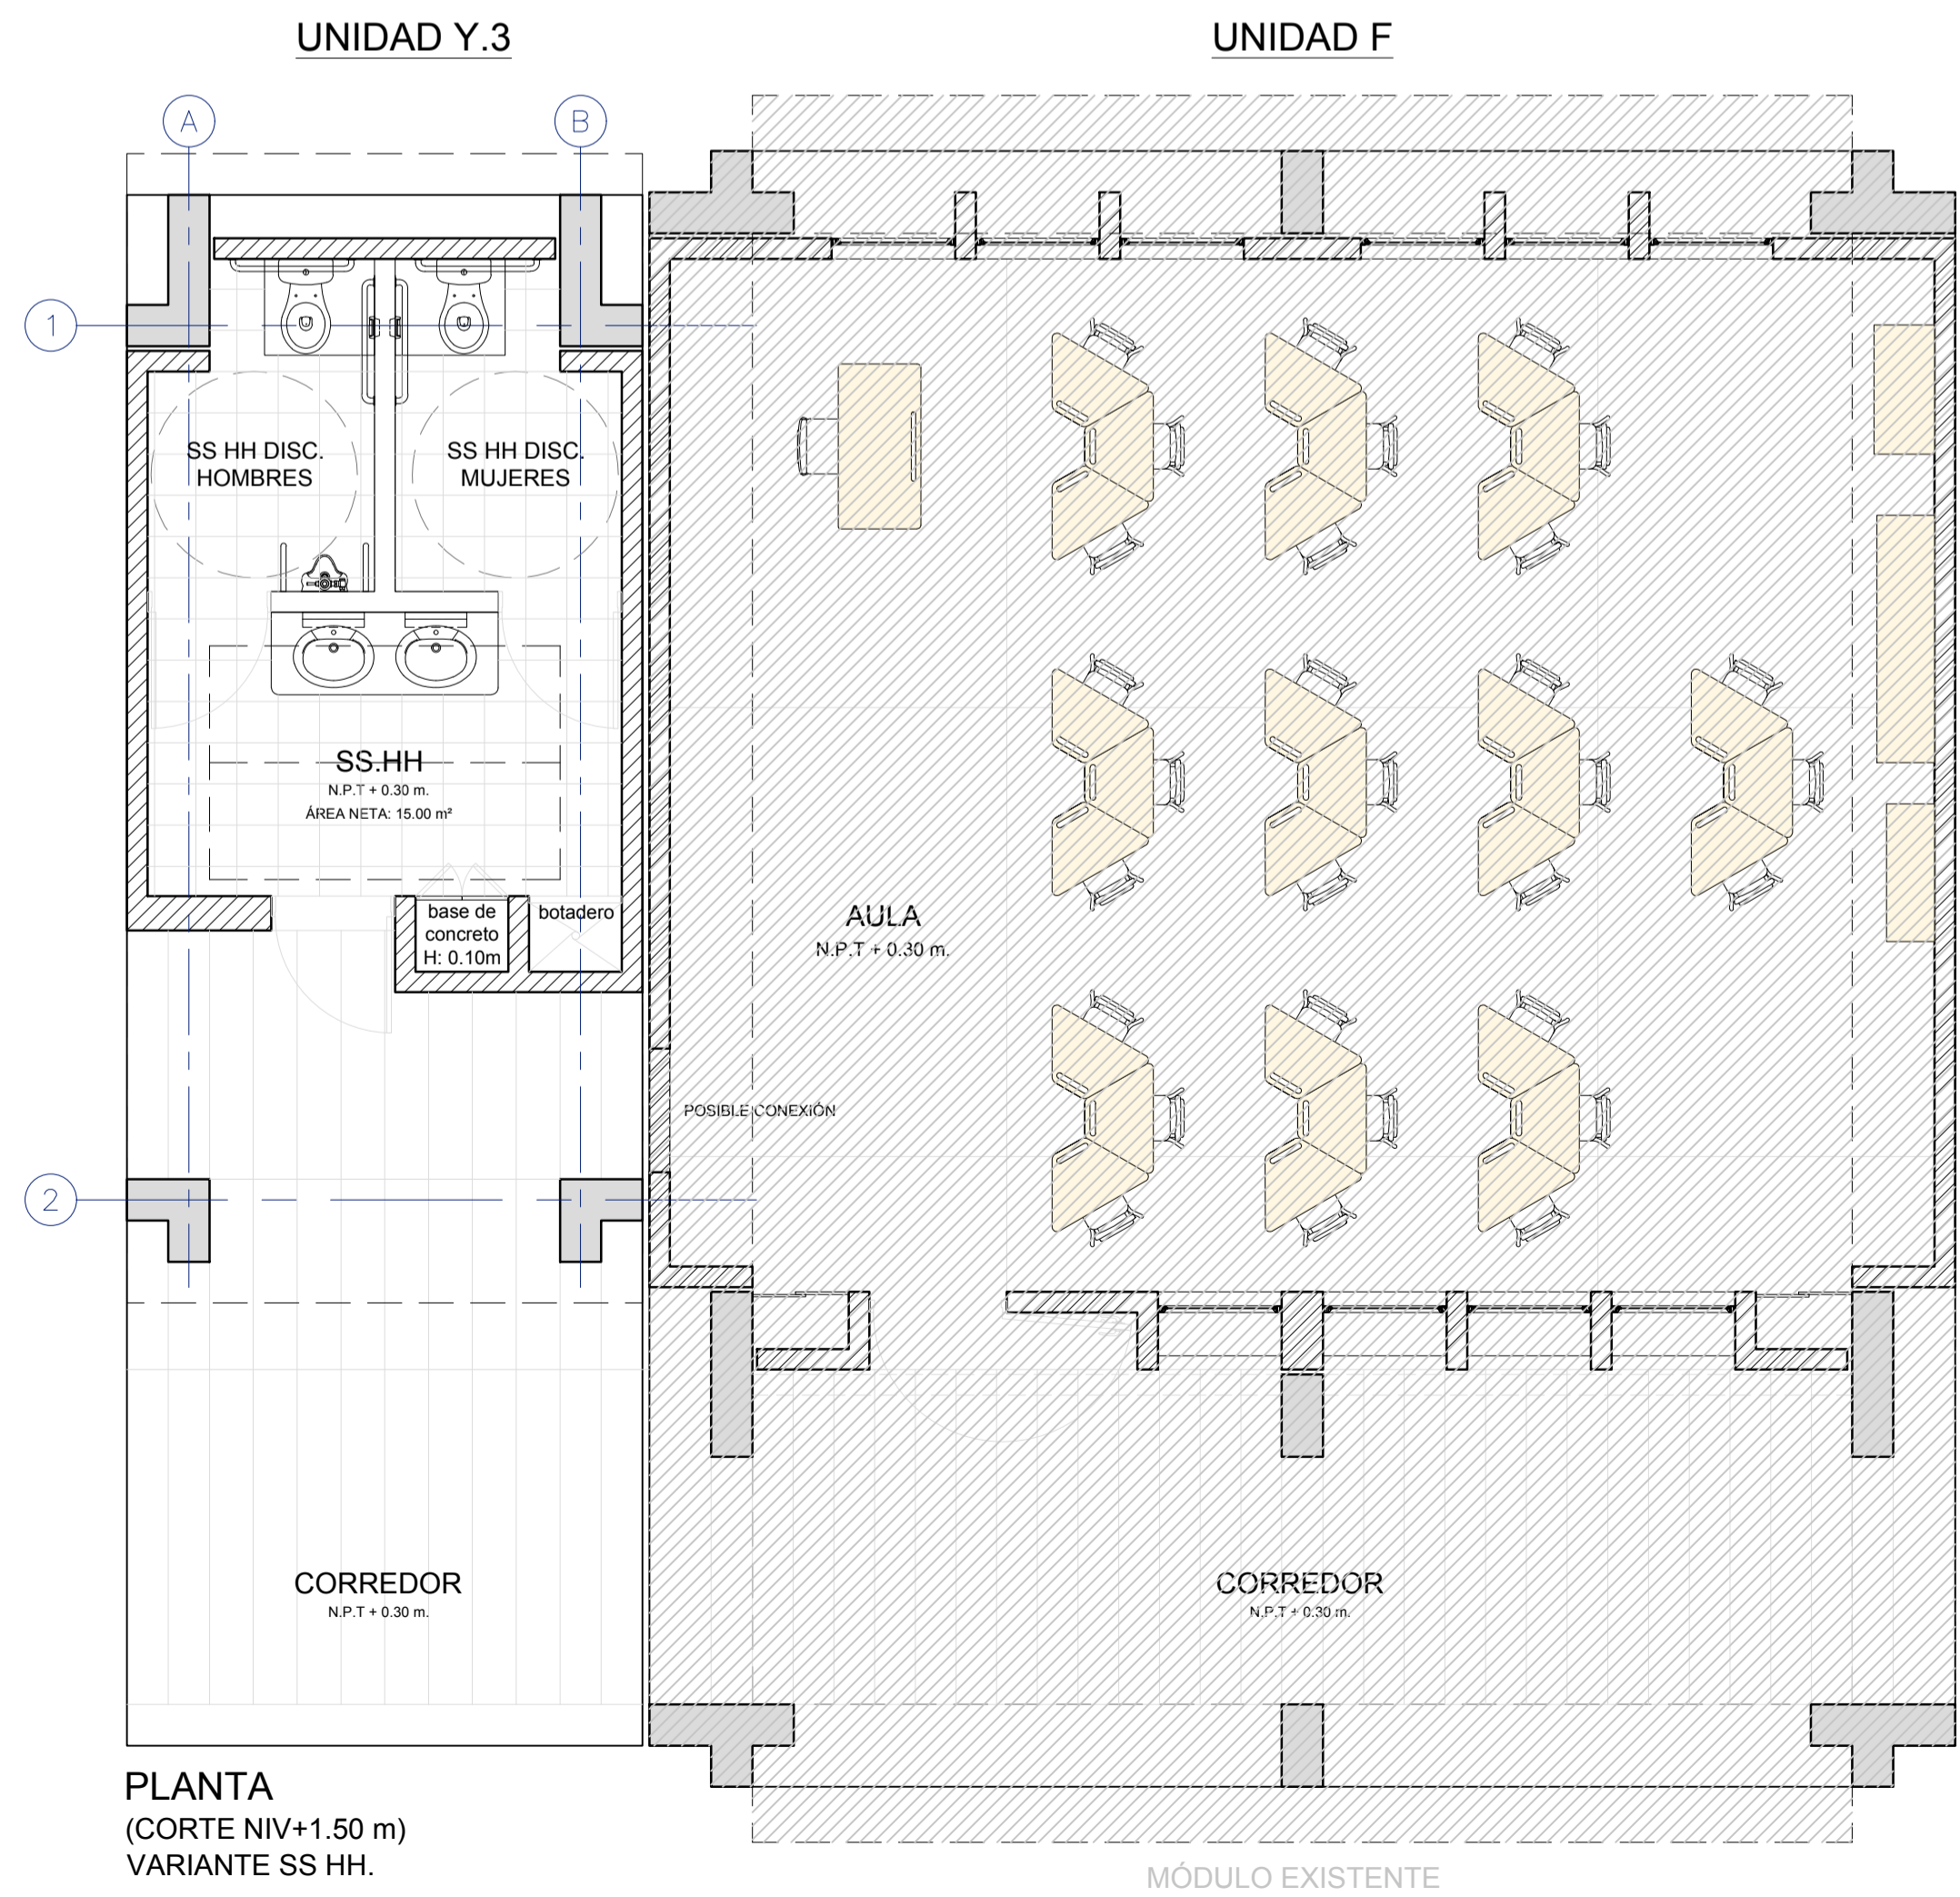 UNIDAD Y.3
UNIDAD F
A
B
1
SS HH DISC.
HOMBRES
SS HH DISC.
MUJERES
SS.HH
N.P.T + 0.30 m.
ÁREA NETA: 15.00 m²
base de
concreto
H: 0.10m
botadero
AULA
N.P.T + 0.30 m.
POSIBLE CONEXIÓN
2
CORREDOR
N.P.T + 0.30 m.
CORREDOR
N.P.T + 0.30 m.
PLANTA
(CORTE NIV+1.50 m)
VARIANTE SS HH.
MÓDULO EXISTENTE